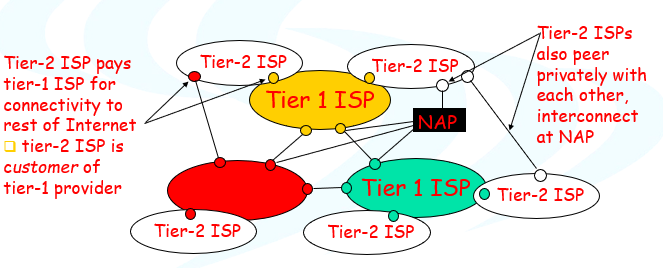 Tier-2 ISP pays
tier-1 ISP for
connectivity to
rest of Internet
❑ tier-2 ISP is
customer of
tier-1 provider
Tier-2 ISP
Tier-2 ISP
Tier-2 ISPs
also peer
privately with
each other,
interconnect
at NAP
Tier 1 ISP
NAP
Tier 1 ISP
Tier-2 ISP
Tier-2 ISP
Tier-2 ISP